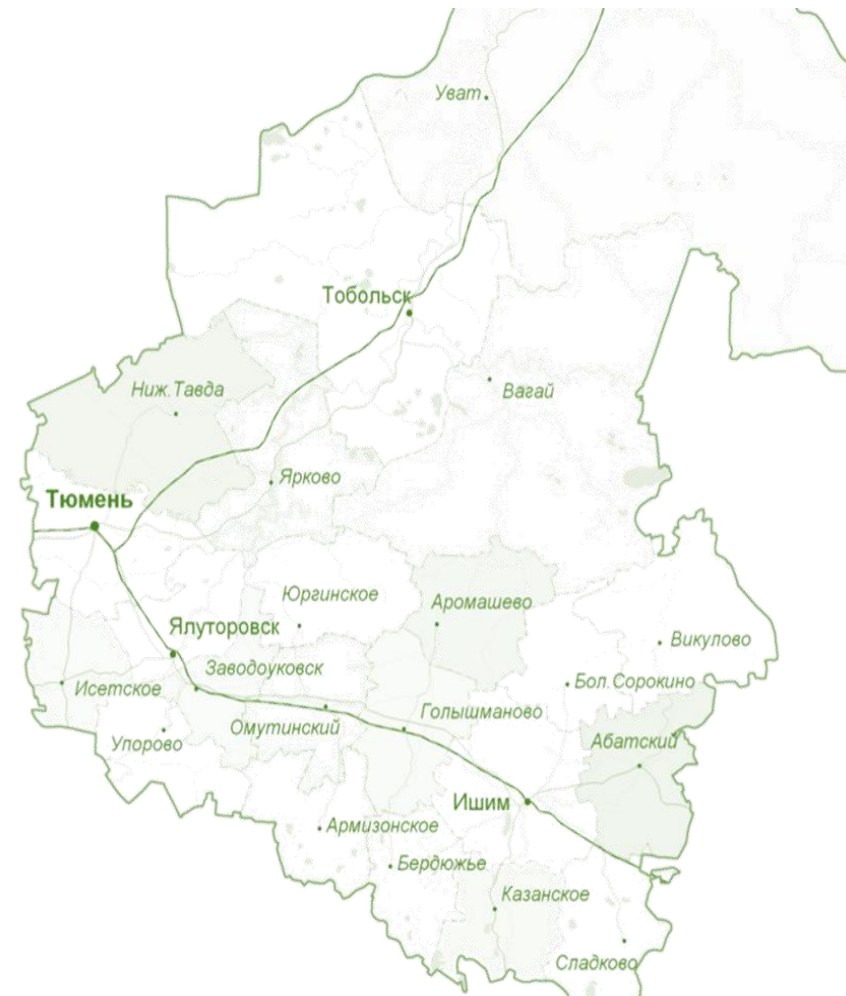 Уват
Тобольск
Ниж.Тавда
Вагай
Ярково
Тюмень
Юргинское
Аромашево
Ялуторовск
Викулово
Заводоуковск
Исетское
Бол.Сорокино
Голышманово
Омутинский
Упорово
Абатский
Ишим
Армизонское
Бердюжье
Казанское
Сладково